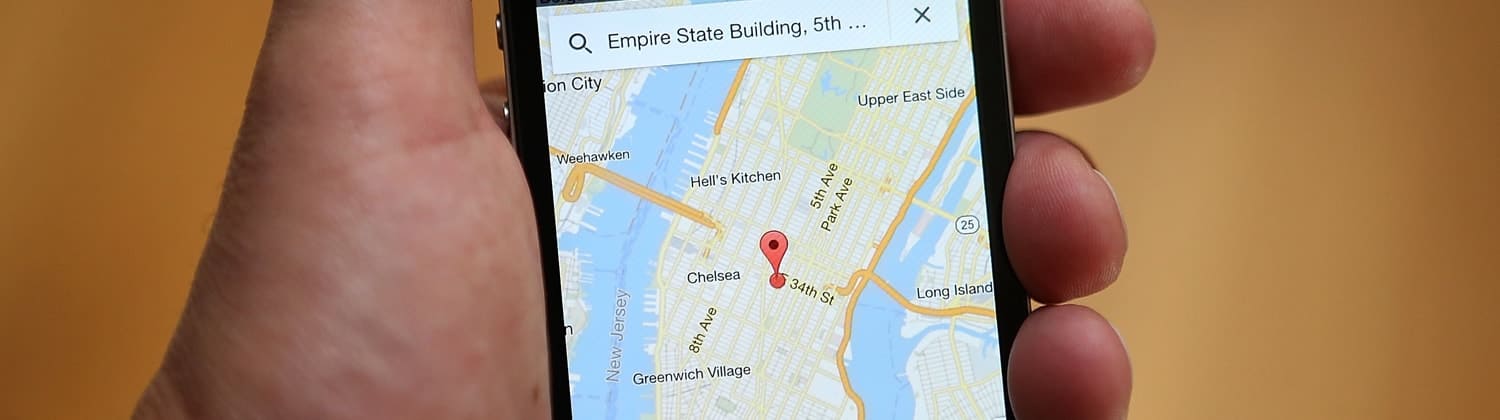 Empire State Building, 5th ...
ion City
Upper East Side
Weehawken
Hell's Kitchen
5th Ave
Park Ave
25
Chelsea
34th St
Long Island
New Jersey
8th Ave
Greenwich Village